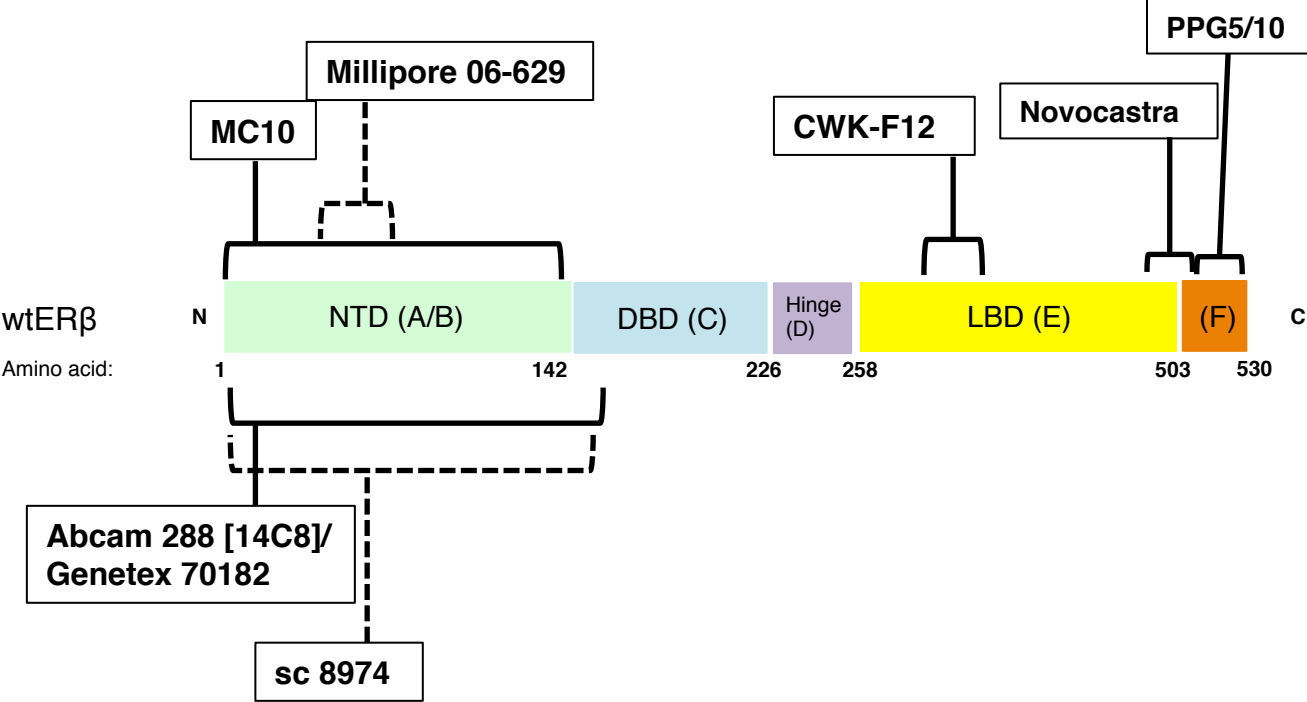 PPG5/10
Millipore 06-629
MC10
CWK-F12
Novocastra
wtERβ
N
NTD (A/B)
DBD (C)
Hinge
(D)
LBD (E)
(F)
C
Amino acid:
1
142
226
258
503
530
Abcam 288 [14C8]/
Genetex 70182
sc 8974